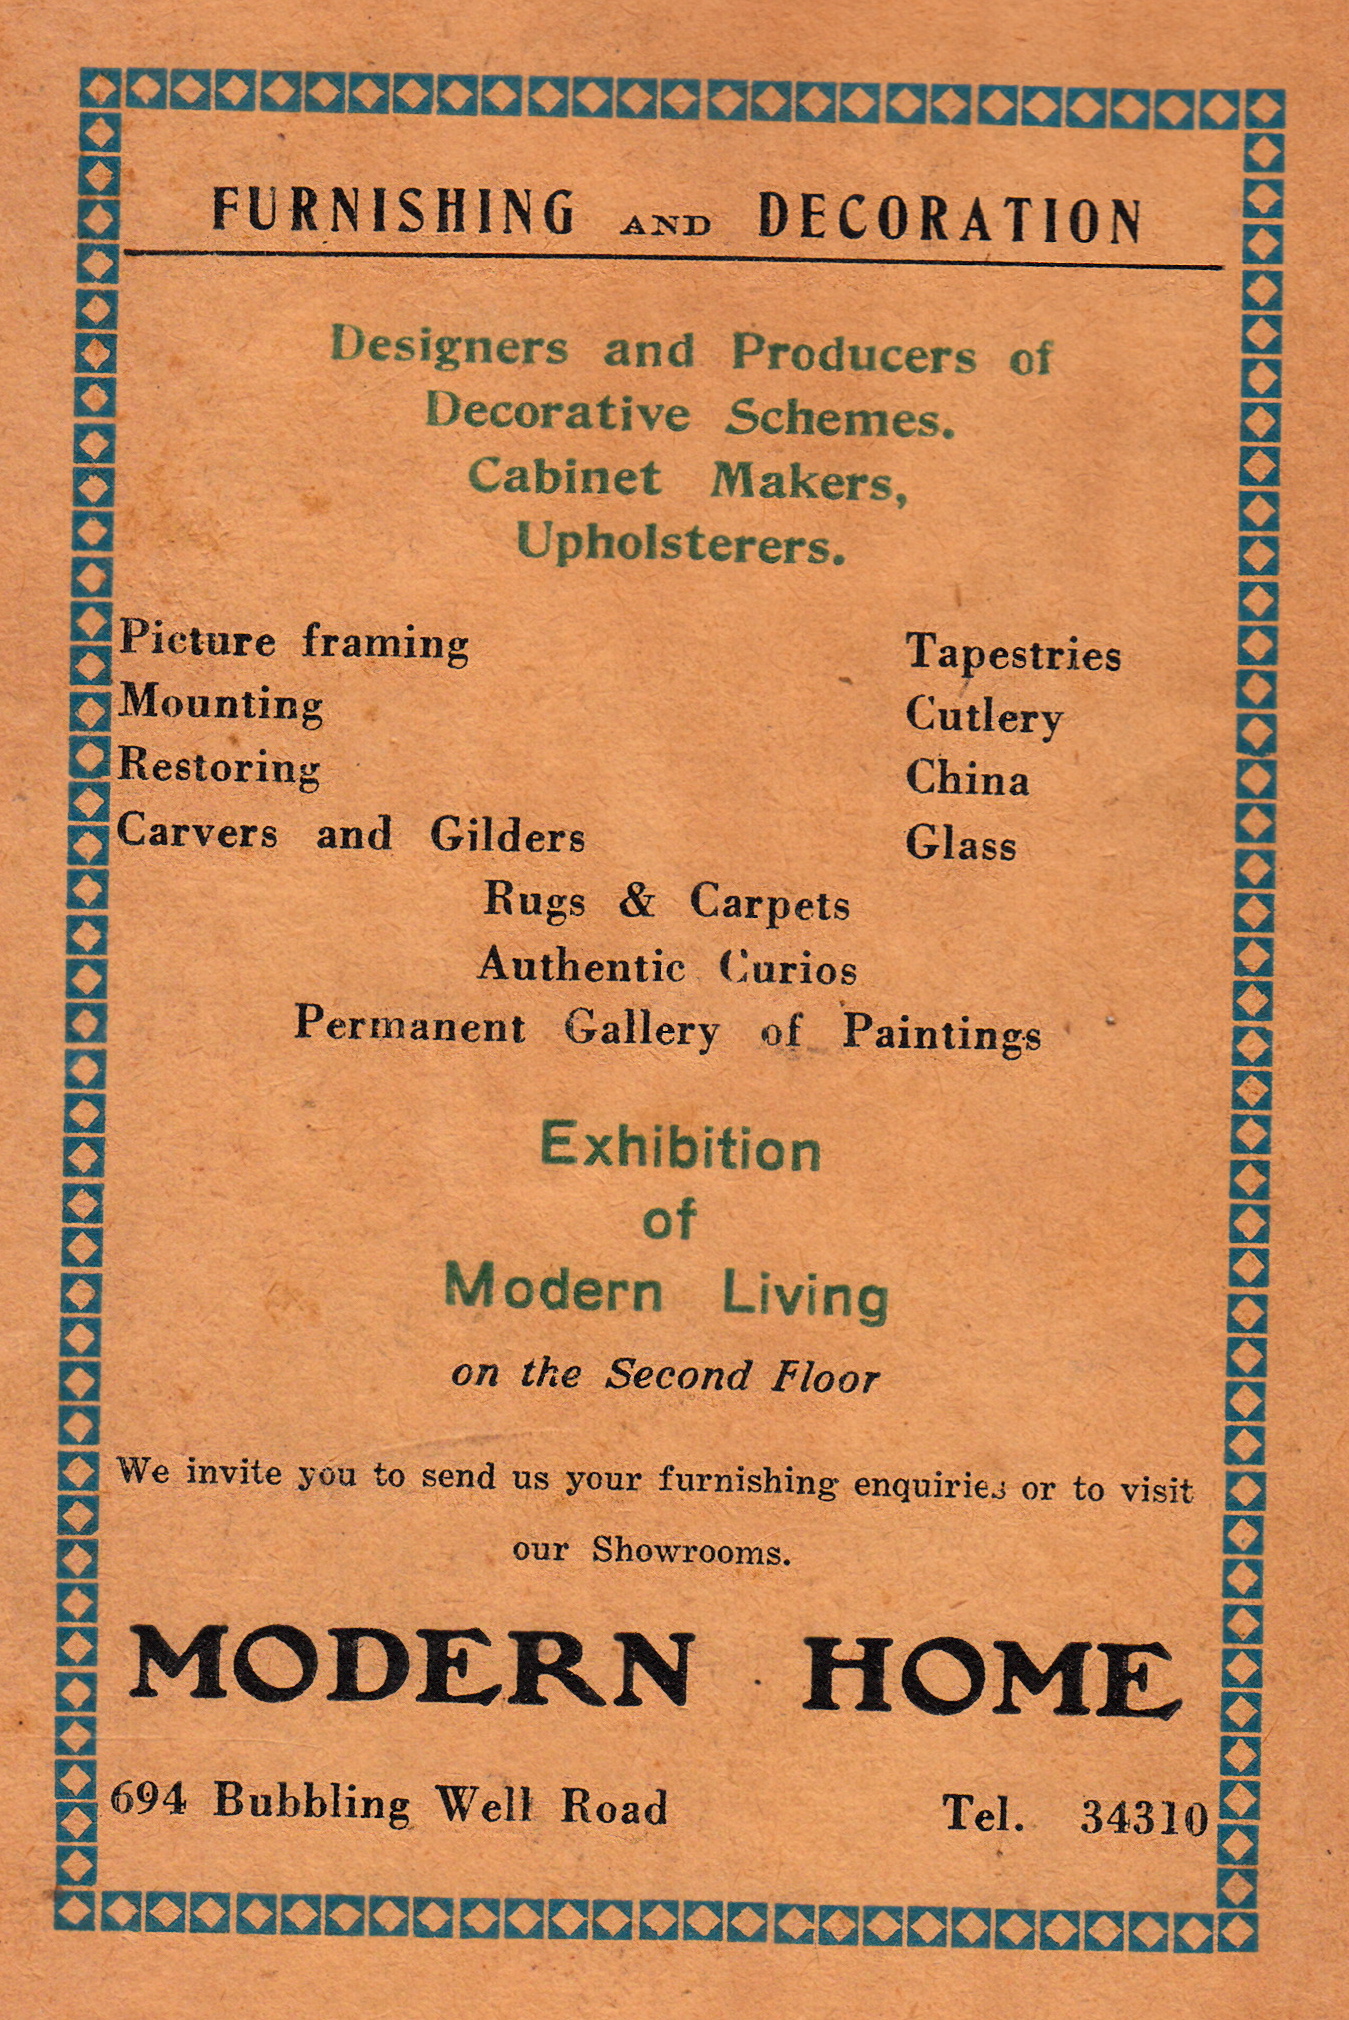 FURNISHING AND DECORATION
Designers and Producers of
Decorative Schemes.
Cabinet Makers,
Upholsterers.
Picture framing Tapestries
Mounting Cutlery
Restoring China
Carvers and Gilders Glass
Rugs & Carpets
Authentic Curios
Permanent Gallery of Paintings
Exhibition
of
Modern Living
on the Second Floor
We invite you to send us your furnishing enquiries or to visit
our Showrooms.
MODERN HOME
694 Bubbling Well Road Tel. 34310